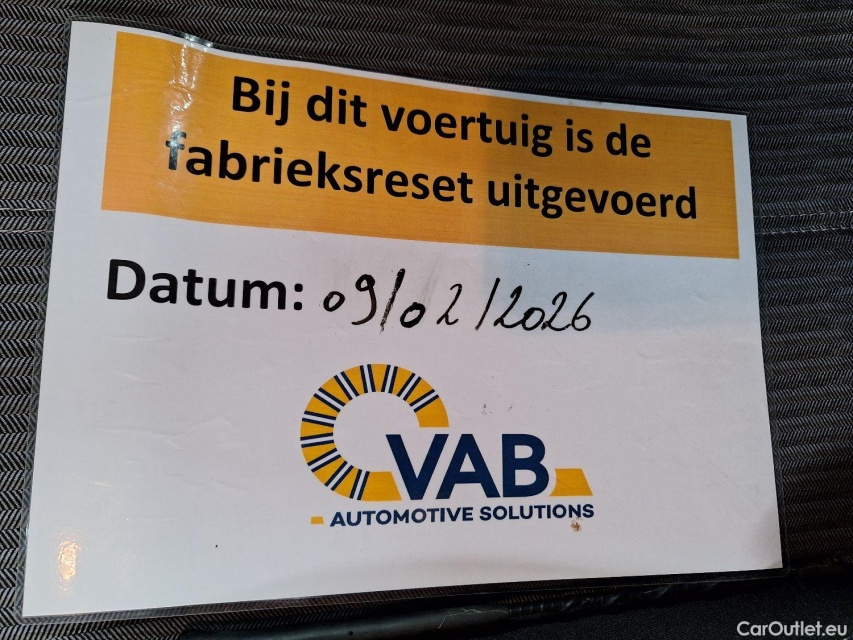 Bij dit voertuig is de
fabrieksreset uitgevoerd
Datum: 09/02/2026
VAB
AUTOMOTIVE SOLUTIONS
CarOutlet.eu